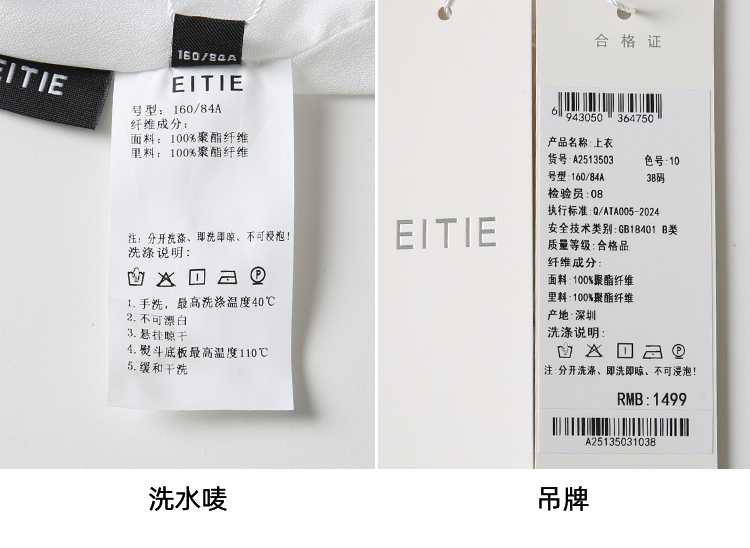 EITIE
160/84A
EITIE
号型: 160/84A
纤维成分:
面料: 100%聚酯纤维
里料: 100%聚酯纤维
注: 分开洗涤、即洗即晾、不可浸泡!
洗涤说明:
1.手洗，最高洗涤温度40℃
2.不可漂白
3.悬挂晾干
4.熨斗底板最高温度110℃
5.缓和干洗
洗水唛
EITIE
合格证
6 943050 364750
产品名称:上衣
货号:A2513503 色号:10
号型:160/84A 38码
检验员:08
执行标准:Q/ATA005-2024
安全技术类别:GB18401 B类
质量等级:合格品
纤维成分:
面料:100%聚酯纤维
里料:100%聚酯纤维
产地:深圳
洗涤说明:
注:分开洗涤、即洗即晾、不可浸泡!
RMB:1499
A25135031038
吊牌